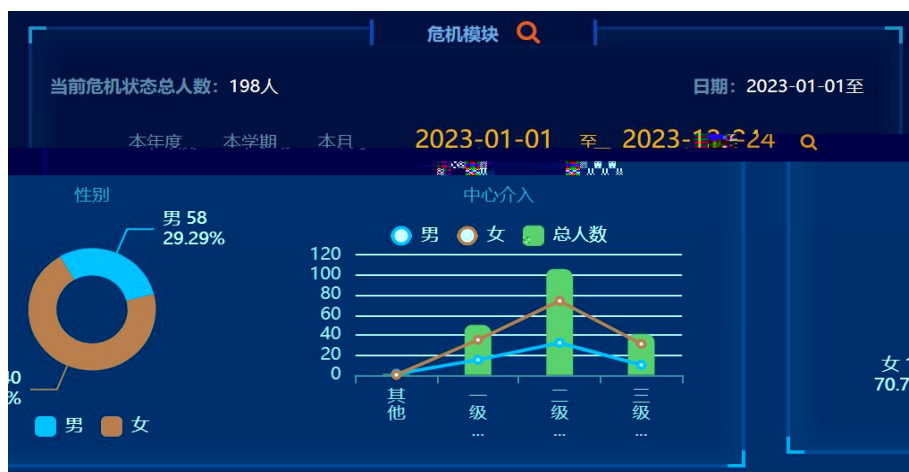 危机模块
当前危机状态总人数：198人
日期：2023-01-01至
本年度 本学期 本月 2023-01-01 至
性别
中心介入
男 58
29.29%
男 女 总人数
120
100
80
60
40
20
0
其他 一级... 二级... 三级...
40
%
男 女
女
70.7